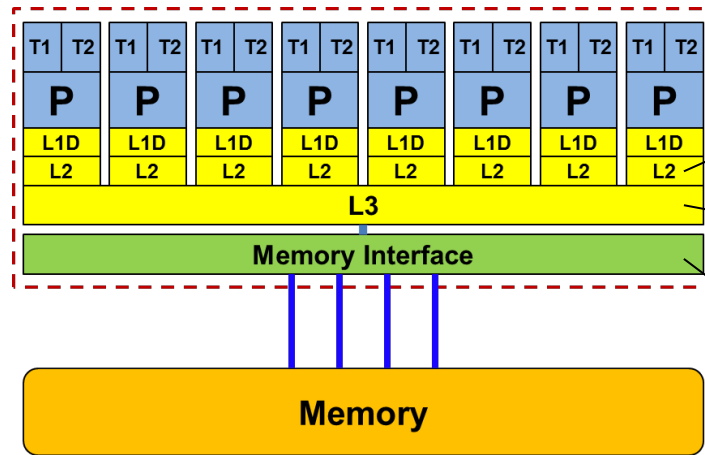 T1 T2 T1 T2 T1 T2 T1 T2 T1 T2 T1 T2 T1 T2 T1 T2
P P P P P P P P
L1D L1D L1D L1D L1D L1D L1D L1D
L2 L2 L2 L2 L2 L2 L2 L2
L3
Memory Interface
Memory